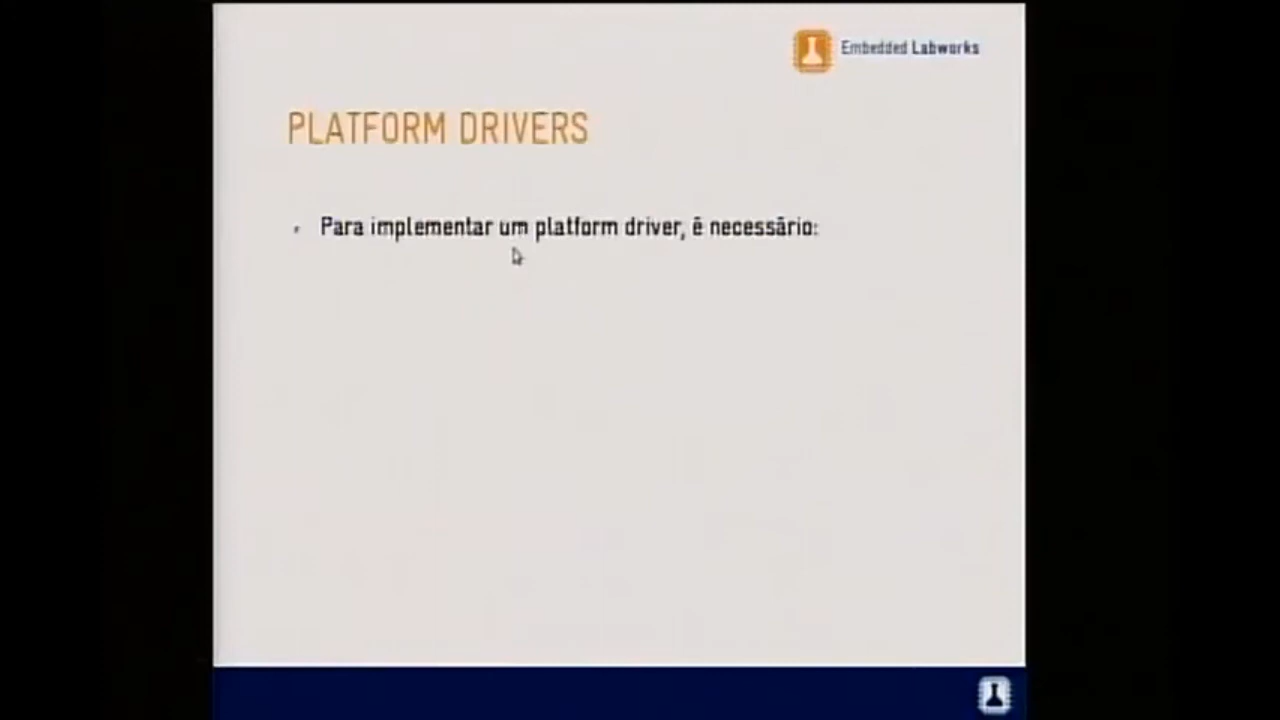 Embedded Labworks
PLATFORM DRIVERS
Para implementar um platform driver, é necessário: